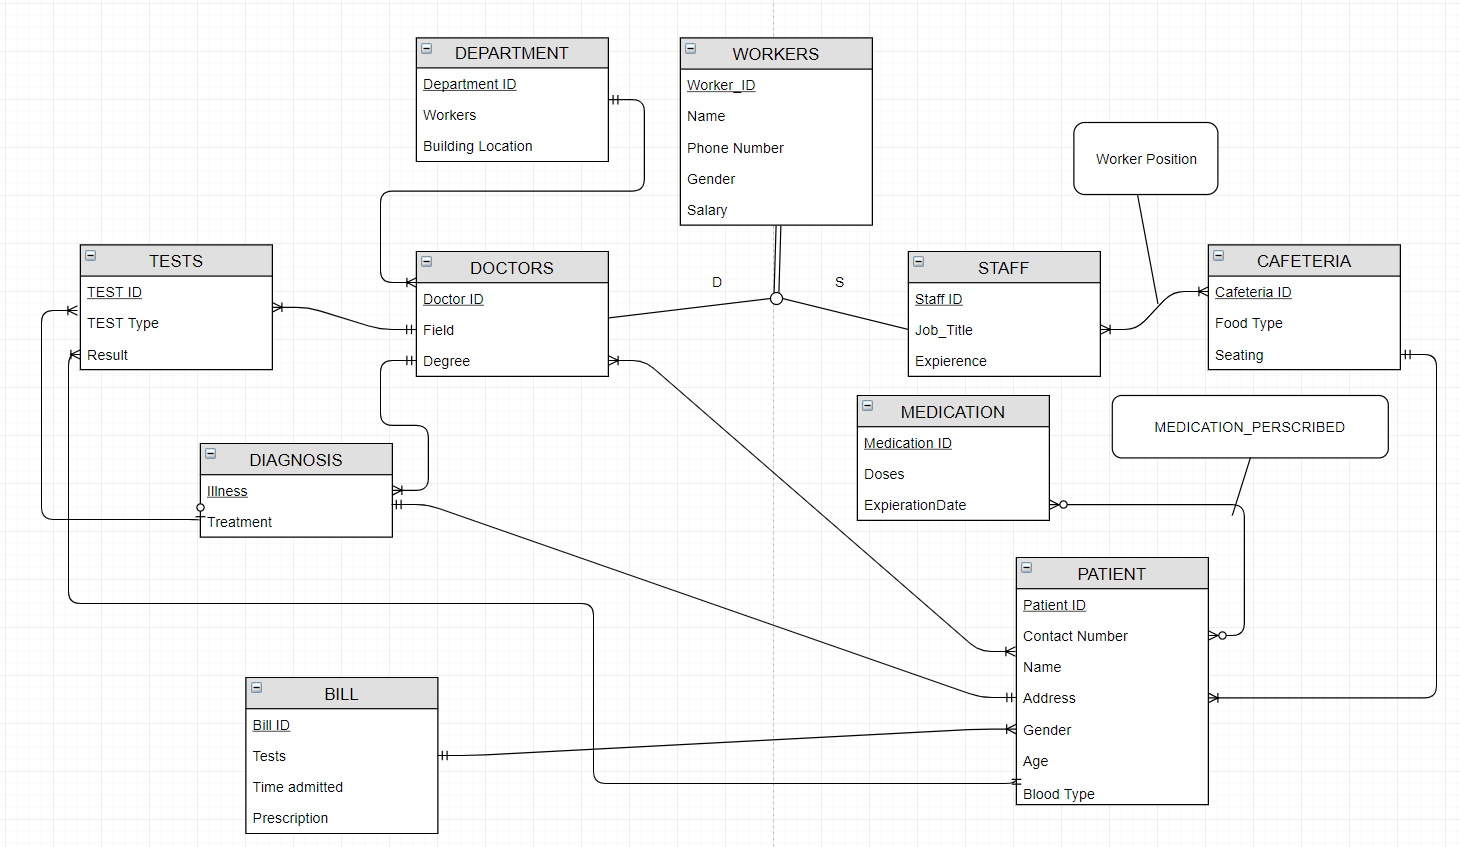 DEPARTMENT
Department ID
Workers
Building Location
WORKERS
Worker_ID
Name
Phone Number
Gender
Salary
Worker Position
TESTS
TEST ID
TEST Type
Result
DOCTORS
Doctor ID
Field
Degree
D
S
STAFF
Staff ID
Job_Title
Expierence
CAFETERIA
Cafeteria ID
Food Type
Seating
MEDICATION
Medication ID
Doses
ExpierationDate
MEDICATION_PERSCRIBED
DIAGNOSIS
Illness
Treatment
PATIENT
Patient ID
Contact Number
Name
Address
Gender
Age
Blood Type
BILL
Bill ID
Tests
Time admitted
Prescription